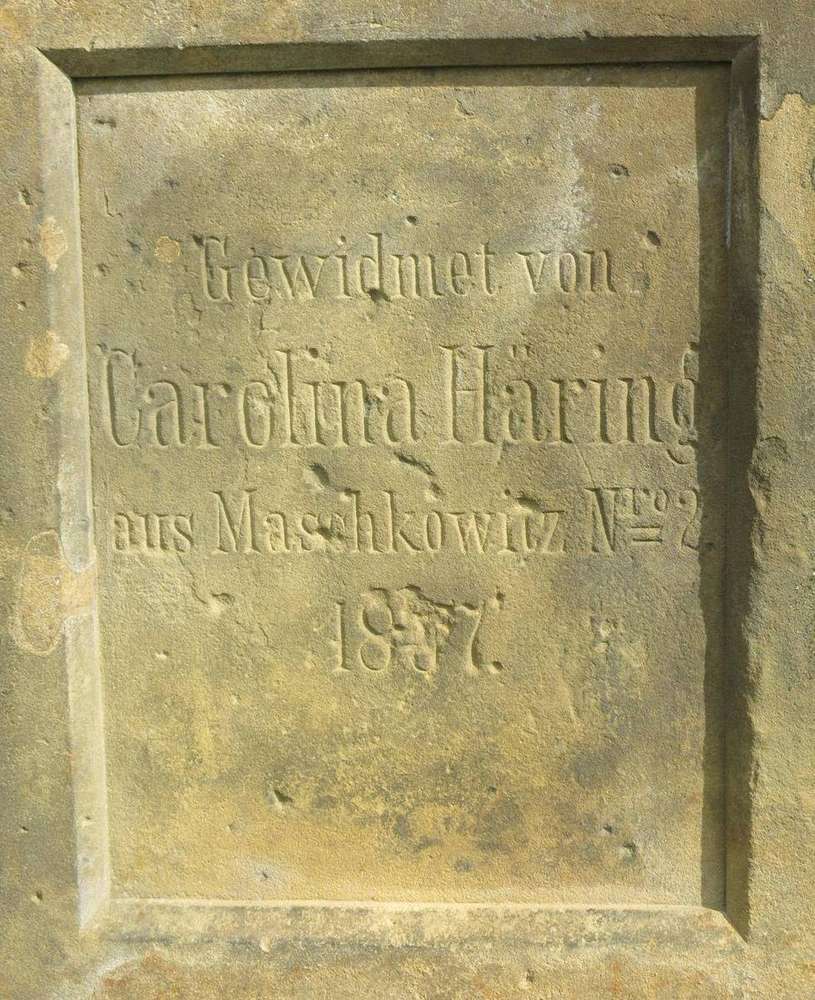 Gewidmet von
Carolina Häring
aus Maschkowitz Nro 2